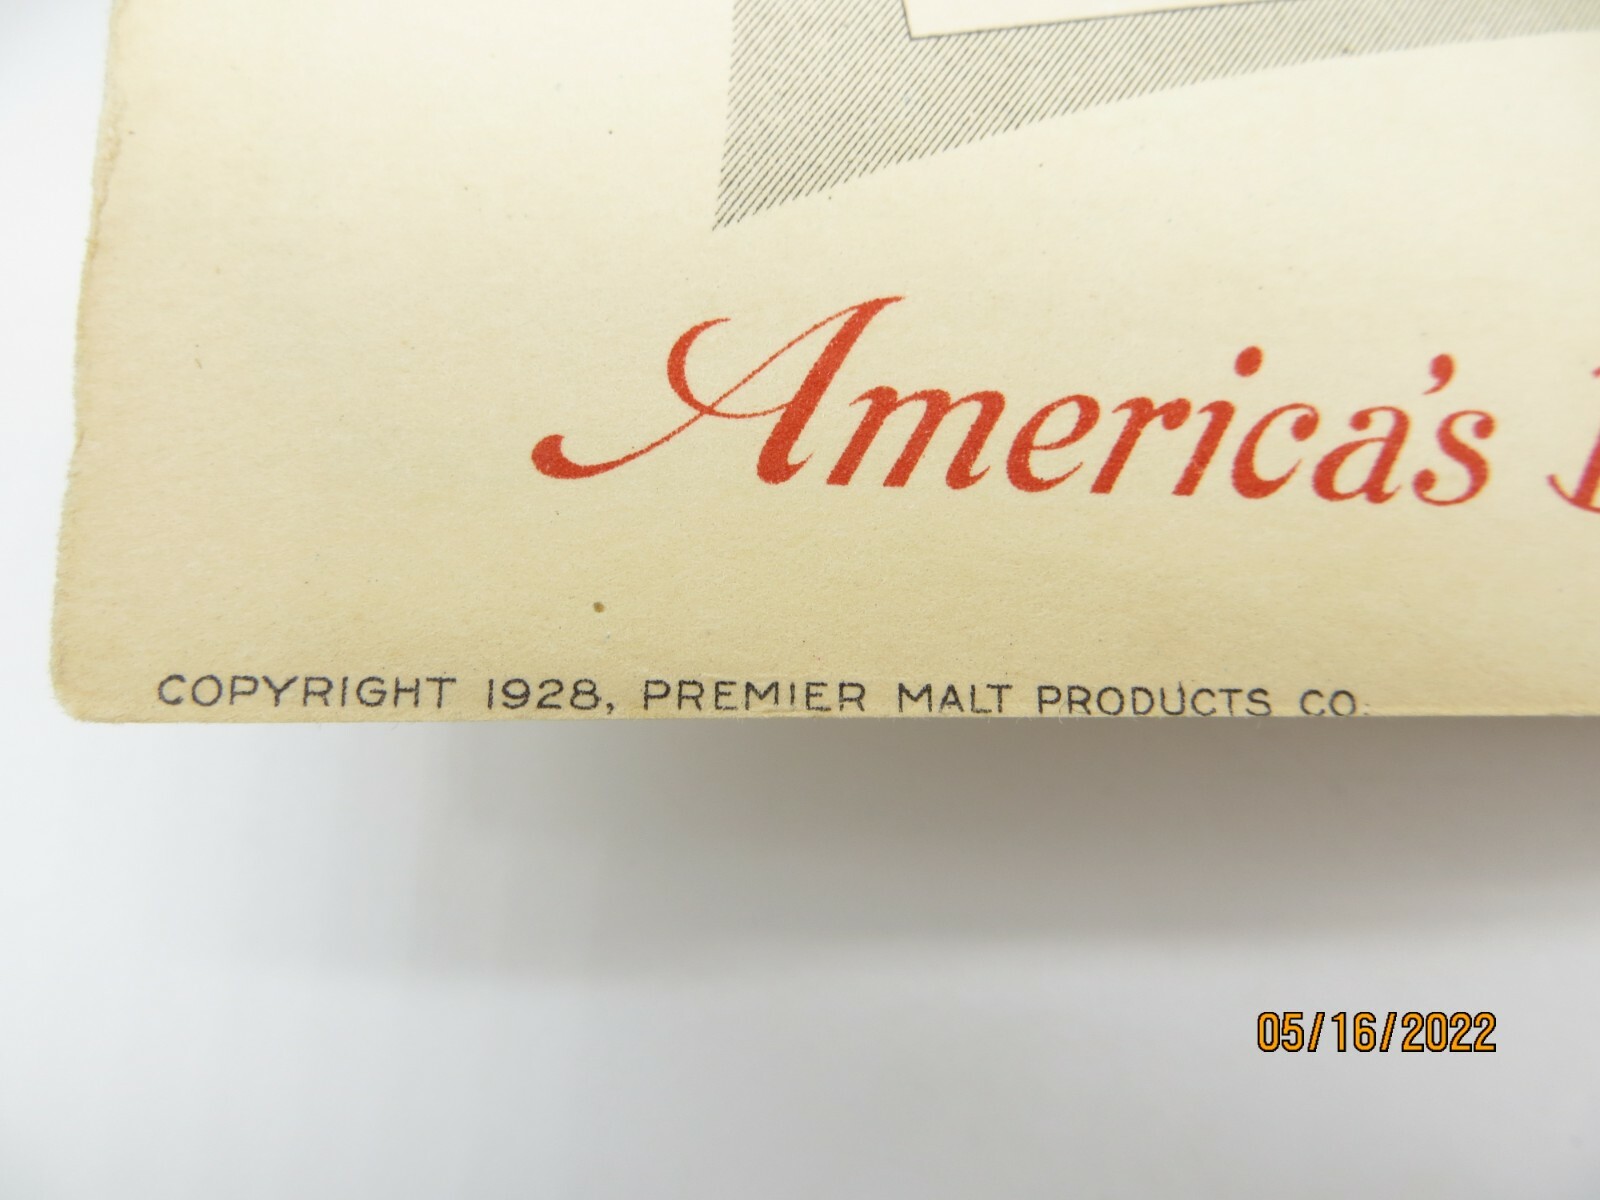 America's
COPYRIGHT 1928, PREMIER MALT PRODUCTS CO.
05/16/2022